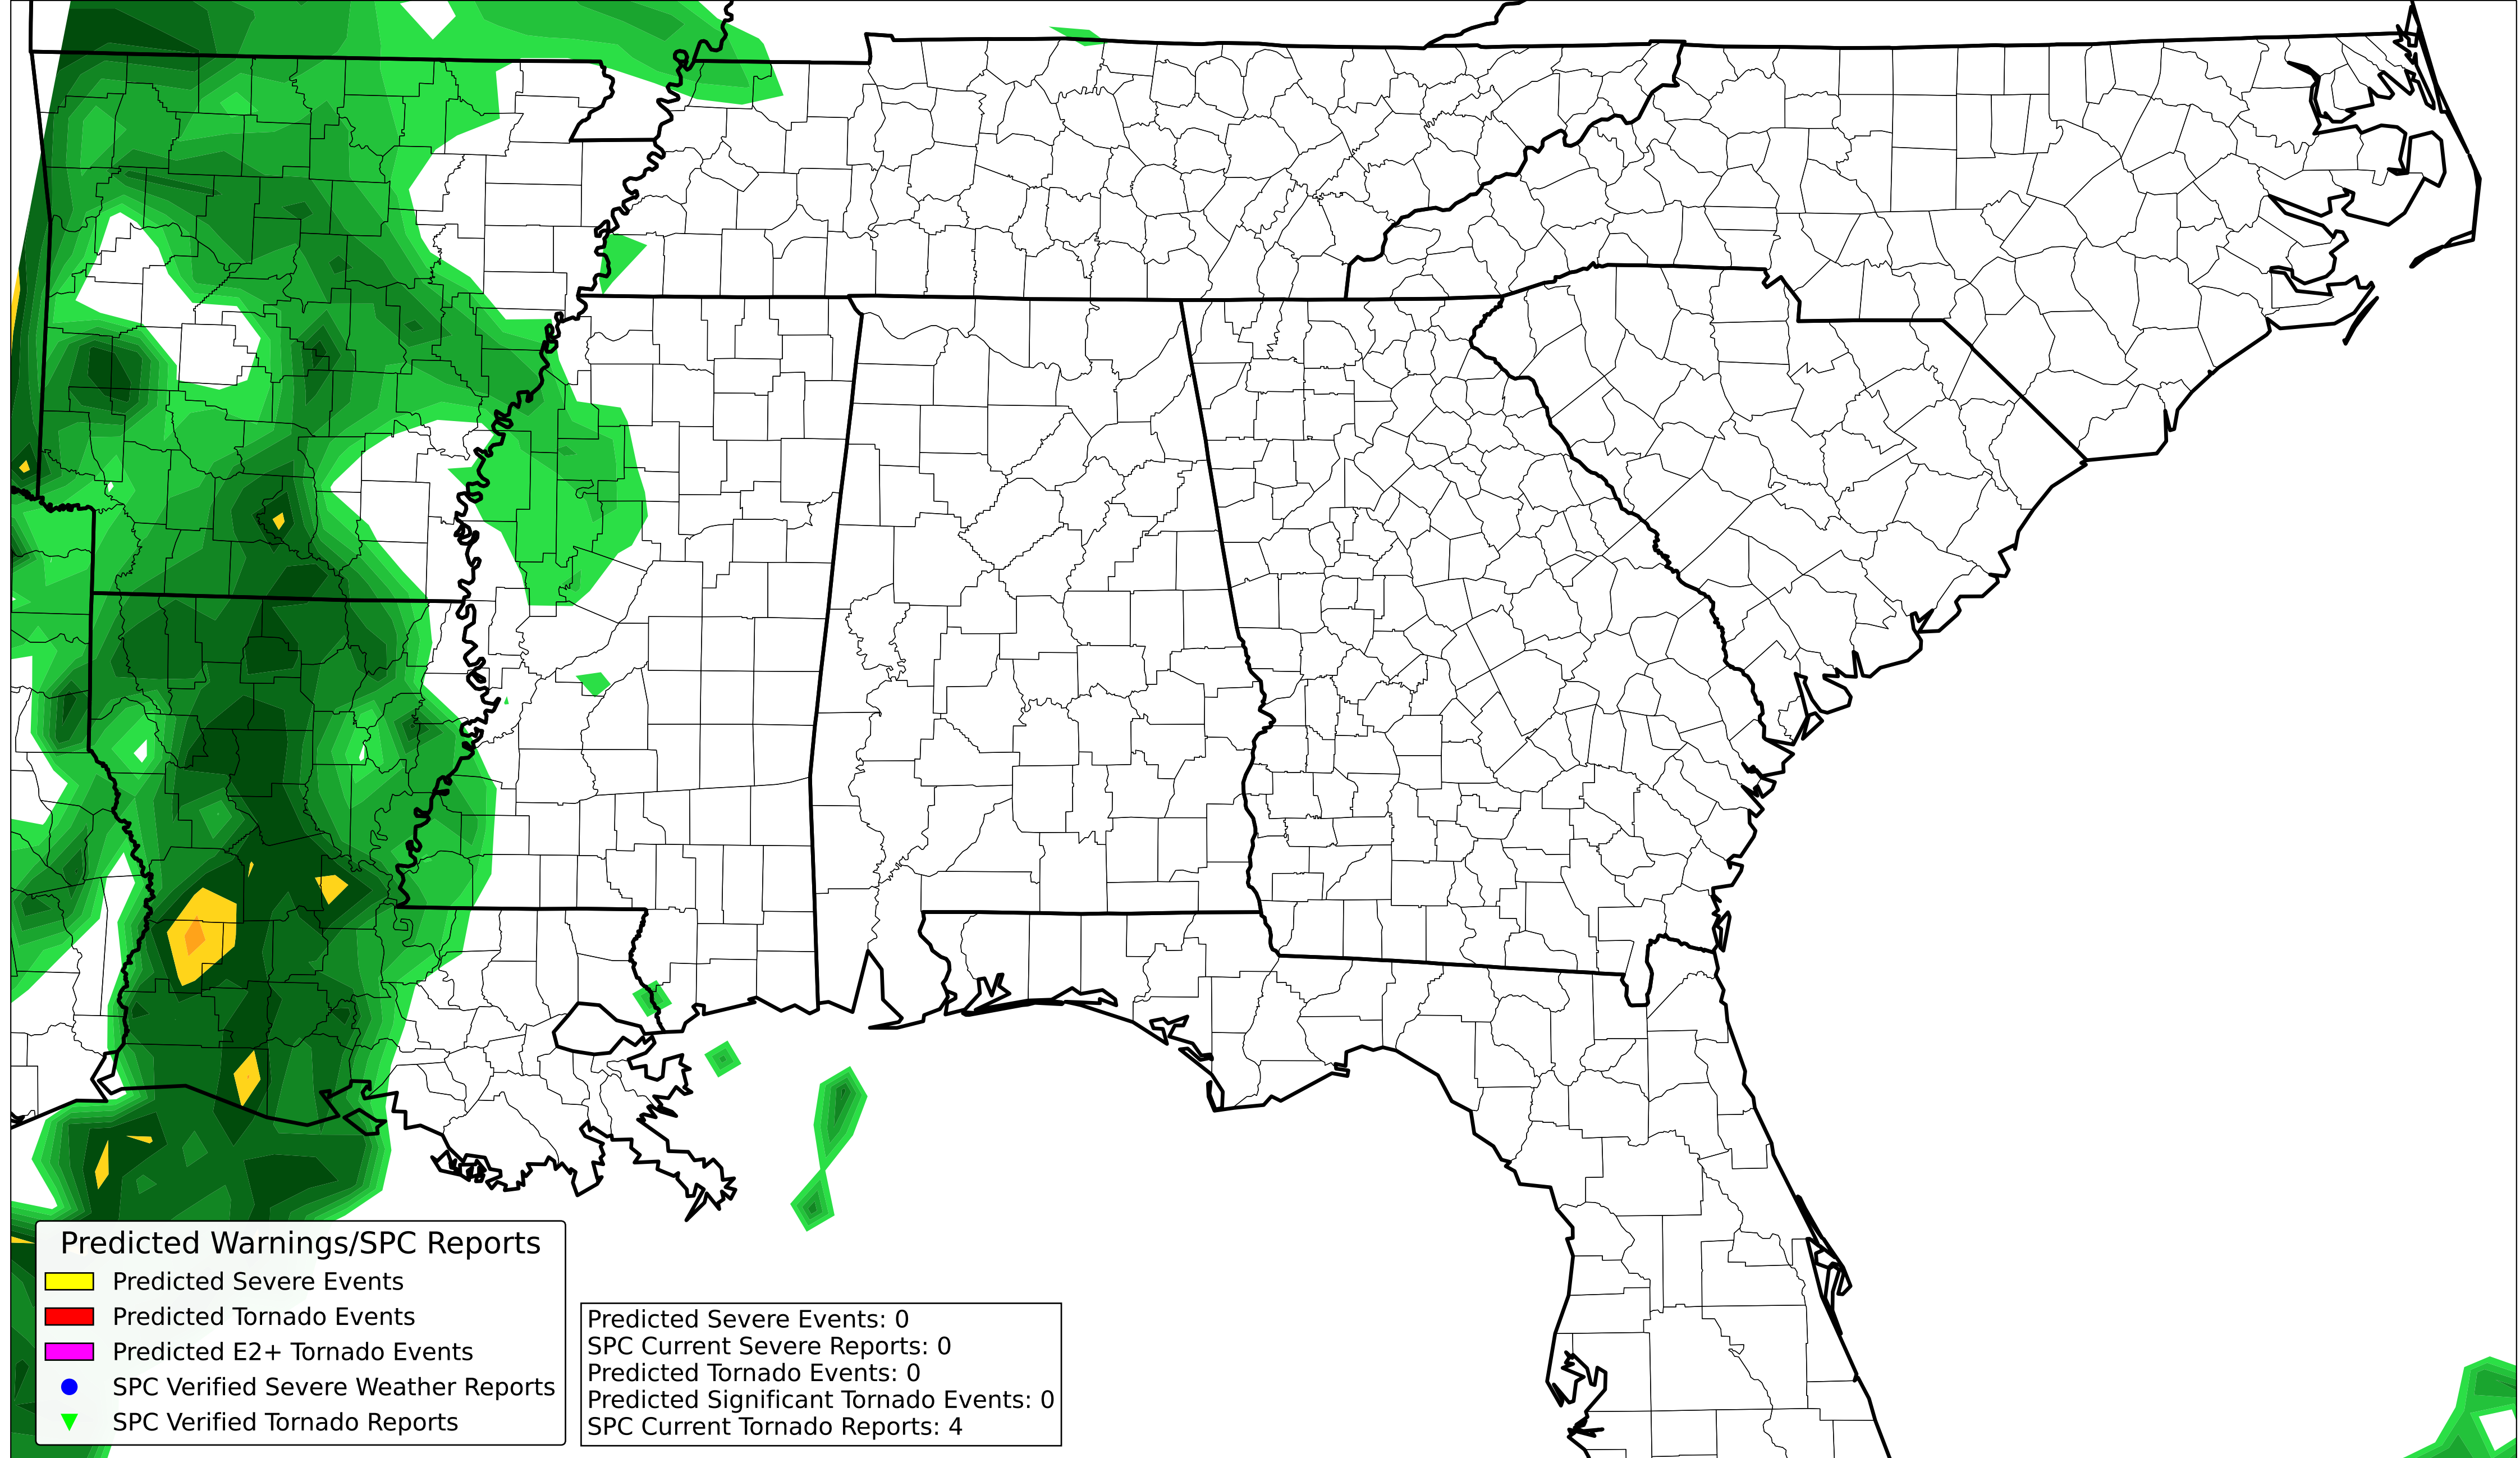 Predicted Warnings/SPC Reports
Predicted Severe Events
Predicted Tornado Events
Predicted E2+ Tornado Events
SPC Verified Severe Weather Reports
SPC Verified Tornado Reports
Predicted Severe Events: 0
SPC Current Severe Reports: 0
Predicted Tornado Events: 0
Predicted Significant Tornado Events: 0
SPC Current Tornado Reports: 4